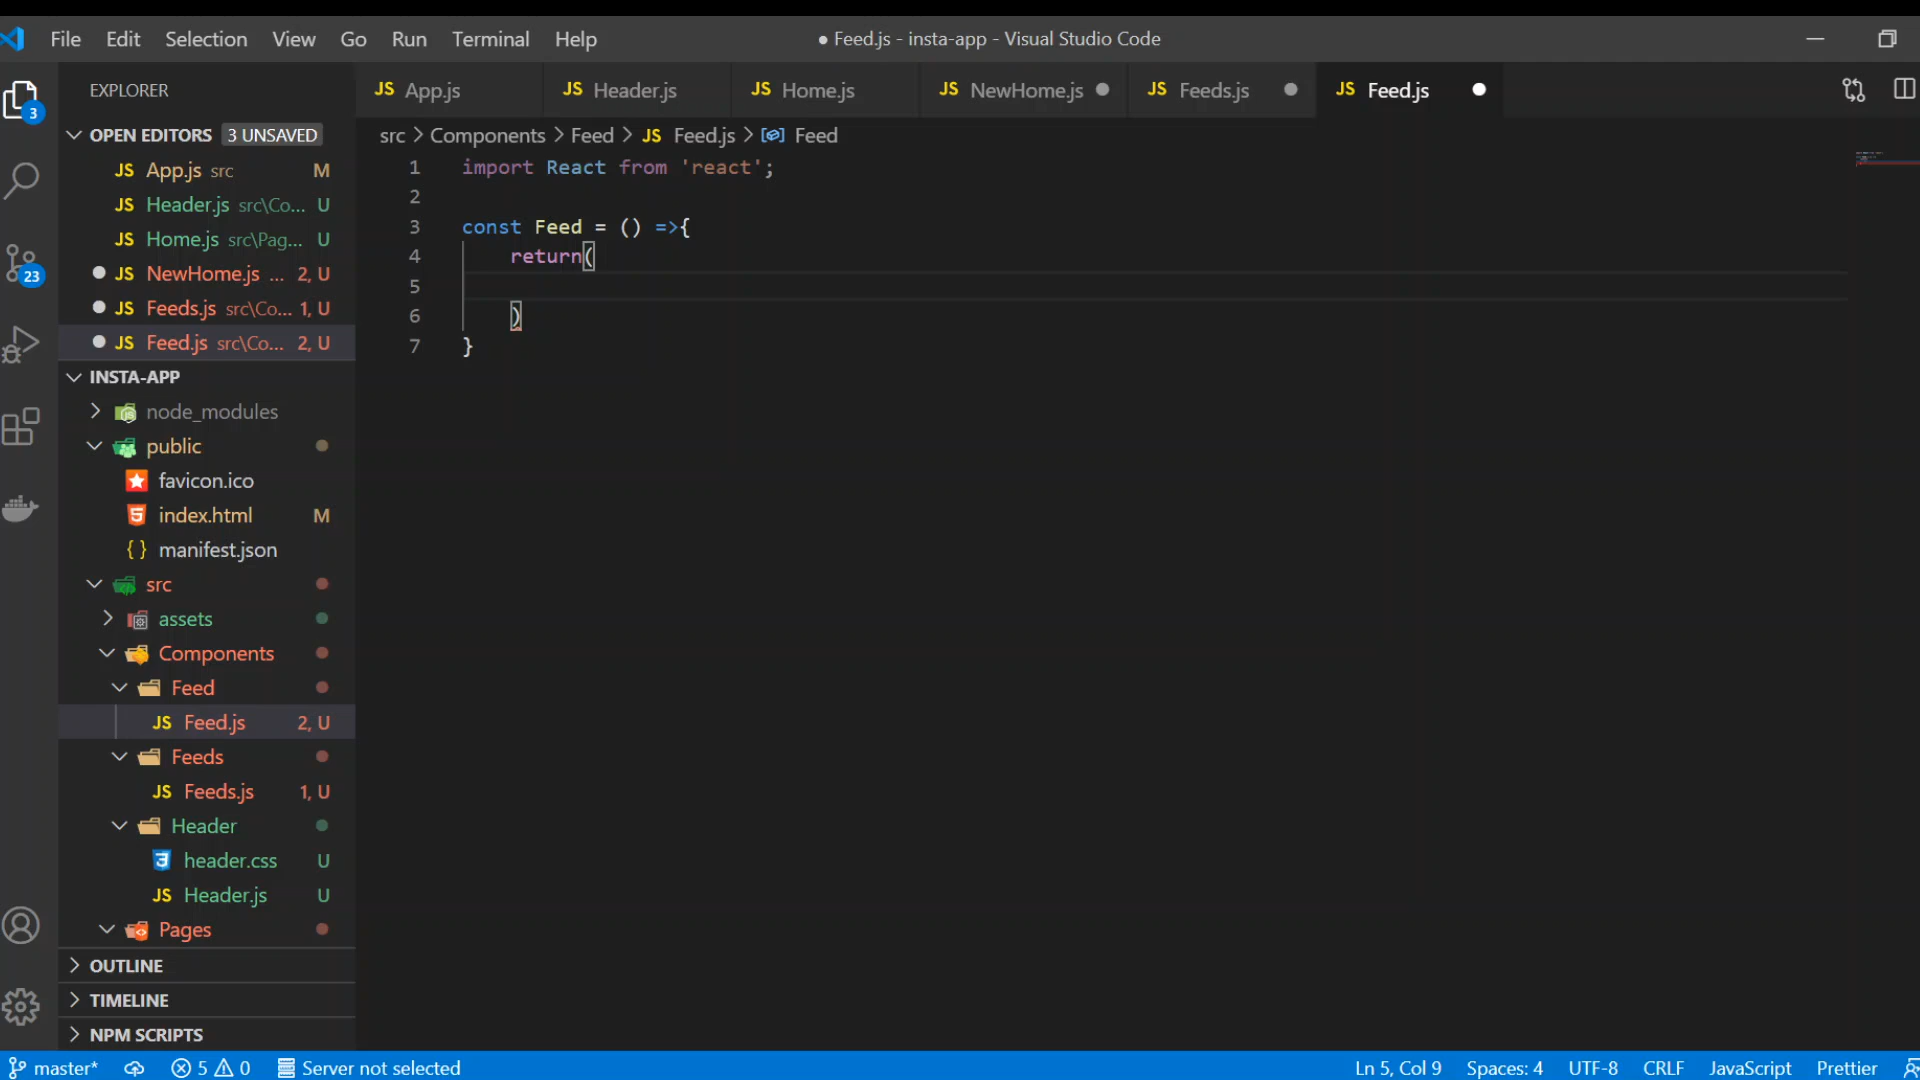 File Edit Selection View Go Run Terminal Help ● Feed.js - insta-app - Visual Studio Code
EXPLORER
JS App.js JS Header.js JS Home.js JS NewHome.js JS Feeds.js JS Feed.js
3
OPEN EDITORS 3 UNSAVED
JS App.js src M
JS Header.js src\Co... U
JS Home.js src\Pag... U
JS NewHome.js ... 2, U
JS Feeds.js src\Co... 1, U
JS Feed.js src\Co... 2, U
23
INSTA-APP
node_modules
public
favicon.ico
index.html M
{ } manifest.json
src
assets
Components
Feed
JS Feed.js 2, U
Feeds
JS Feeds.js 1, U
Header
header.css U
JS Header.js U
Pages
OUTLINE
TIMELINE
NPM SCRIPTS
src > Components > Feed > JS Feed.js > Feed
1 import React from 'react';
2
3 const Feed = () =>{
4 return(
5
6 )
7 }
master* 5 0 Server not selected Ln 5, Col 9 Spaces: 4 UTF-8 CRLF JavaScript Prettier